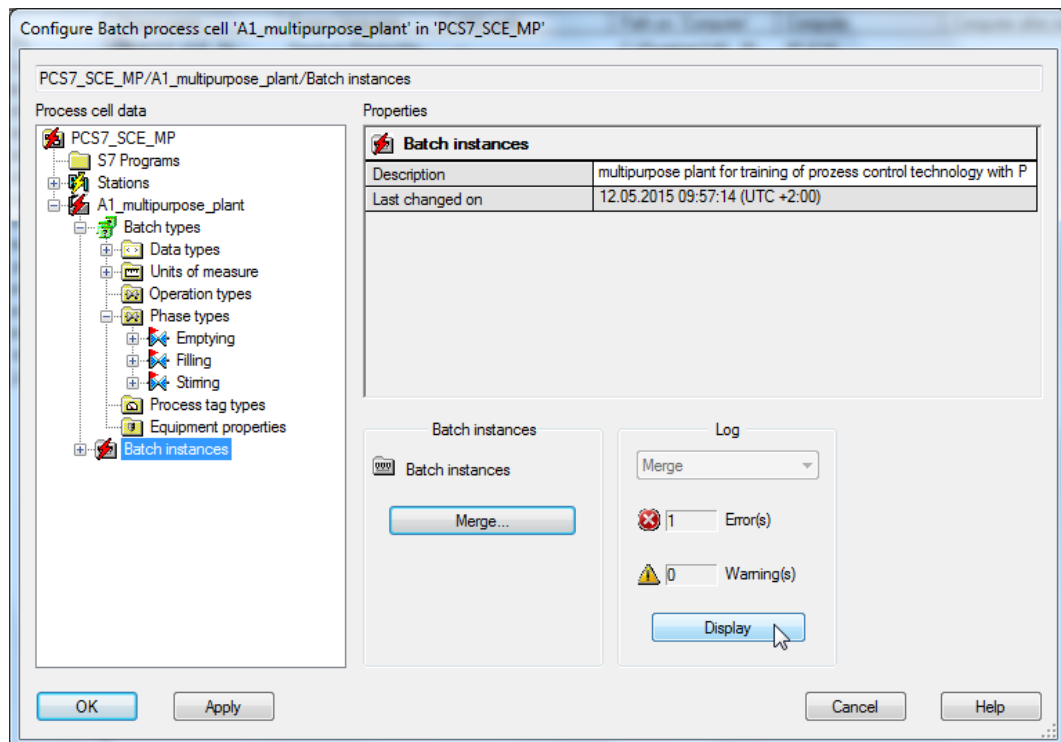 Configure Batch process cell 'A1_multipurpose_plant' in 'PCS7_SCE_MP'
PCS7_SCE_MP/A1_multipurpose_plant/Batch instances
Process cell data
PCS7_SCE_MP
S7 Programs
Stations
A1_multipurpose_plant
Batch types
Data types
Units of measure
Operation types
Phase types
Emptying
Filling
Stirring
Process tag types
Equipment properties
Batch instances
Properties
Batch instances
Description multipurpose plant for training of prozess control technology with P
Last changed on 12.05.2015 09:57:14 (UTC +2:00)
Batch instances
Batch instances
Merge...
Log
Merge
1 Error(s)
0 Warning(s)
Display
OK Apply Cancel Help